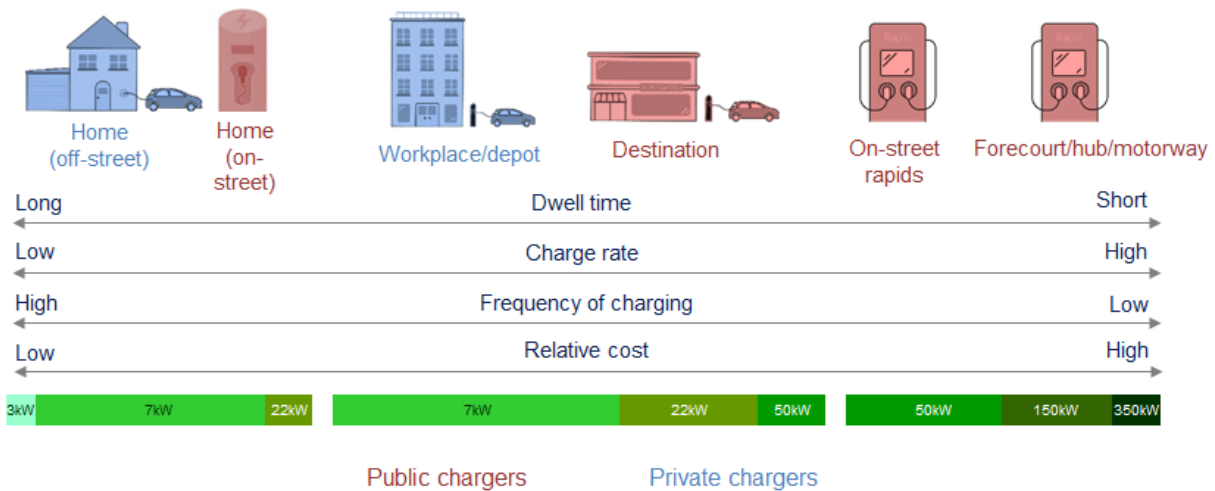 Rapid
Rapid
Home
(off-street)
Home
(on-
street)
Workplace/depot
Destination
On-street
rapids
Forecourt/hub/motorway
Long Dwell time Short
Low Charge rate High
High Frequency of charging Low
Low Relative cost High
3kW 7kW 22kW 7kW 22kW 50kW 50kW 150kW 350kW
Public chargers Private chargers